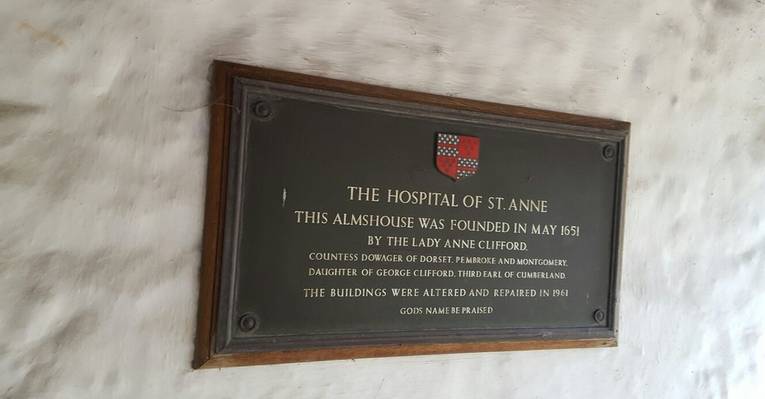 THE HOSPITAL OF ST. ANNE
THIS ALMSHOUSE WAS FOUNDED IN MAY 1651
BY THE LADY ANNE CLIFFORD.
COUNTESS DOWAGER OF DORSET, PEMBROKE AND MONTGOMERY,
DAUGHTER OF GEORGE CLIFFORD, THIRD EARL OF CUMBERLAND.
THE BUILDINGS WERE ALTERED AND REPAIRED IN 1961
GODS NAME BE PRAISED